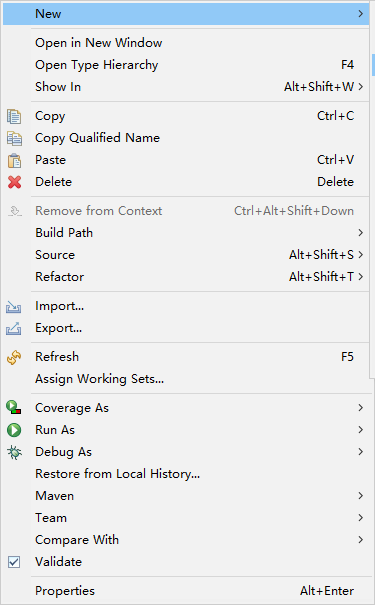 New
Open in New Window
Open Type Hierarchy F4
Show In Alt+Shift+W
Copy Ctrl+C
Copy Qualified Name
Paste Ctrl+V
Delete Delete
Remove from Context Ctrl+Alt+Shift+Down
Build Path
Source Alt+Shift+S
Refactor Alt+Shift+T
Import...
Export...
Refresh F5
Assign Working Sets...
Coverage As
Run As
Debug As
Restore from Local History...
Maven
Team
Compare With
Validate
Properties Alt+Enter